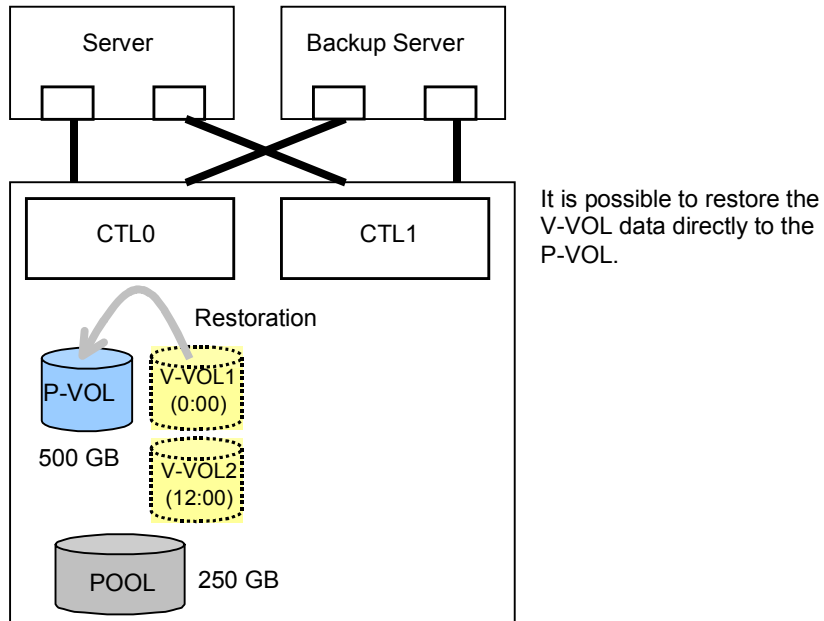 Server
Backup Server
CTL0
CTL1
It is possible to restore the
V-VOL data directly to the
P-VOL.
Restoration
P-VOL
V-VOL1
(0:00)
500 GB
V-VOL2
(12:00)
POOL
250 GB